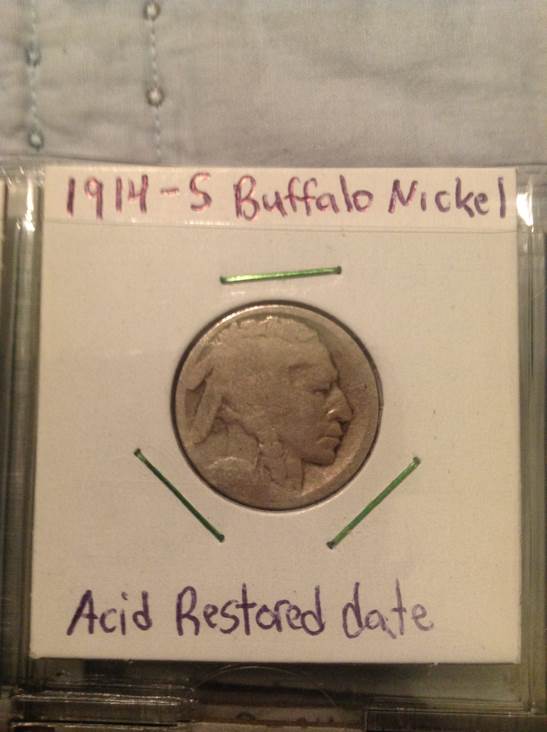 1914-S Buffalo Nickel
Acid Restored date